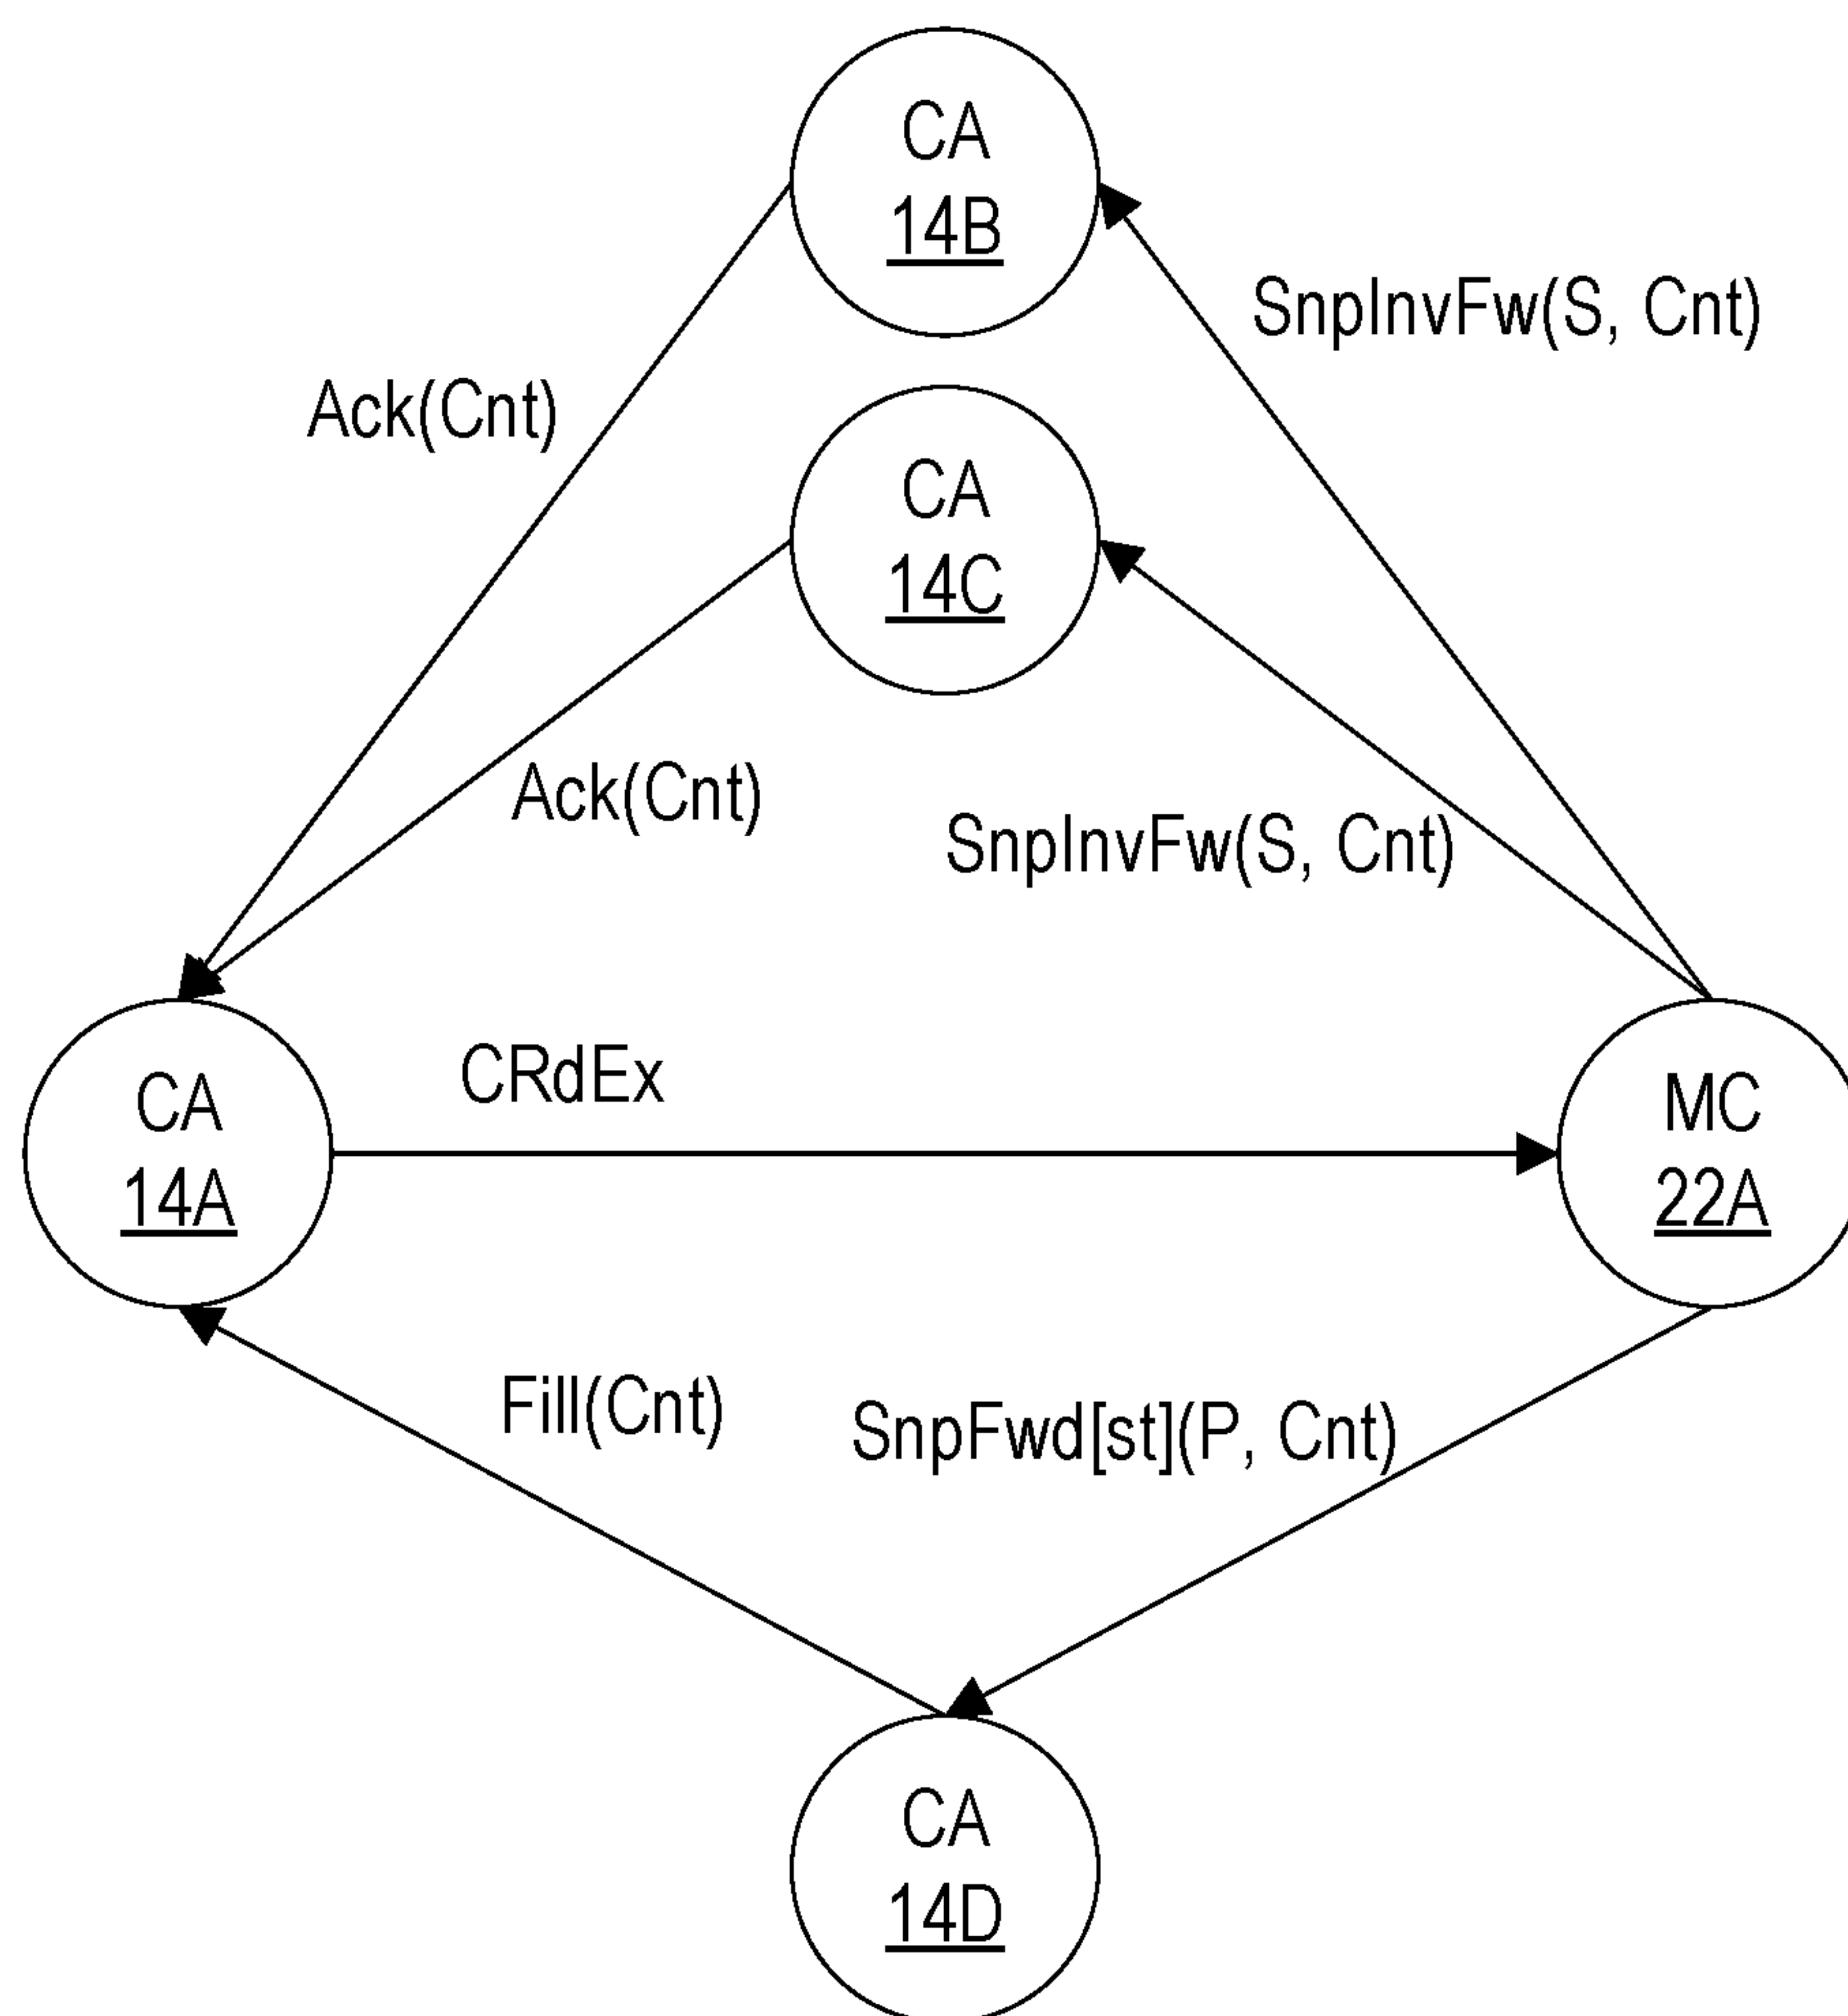 CA
14B
SnpInvFw(S, Cnt)
Ack(Cnt)
CA
14C
Ack(Cnt)
SnpInvFw(S, Cnt)
CRdEx
CA
14A
MC
22A
Fill(Cnt)
SnpFwd[st](P, Cnt)
CA
14D